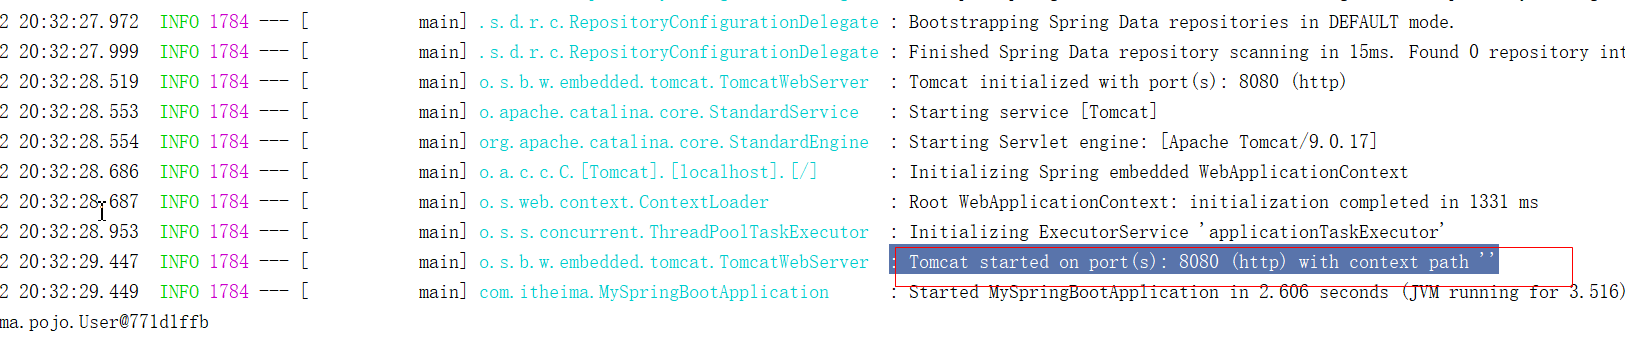 2 20:32:27.972  INFO 1784 --- [           main] .s.d.r.c.RepositoryConfigurationDelegate : Bootstrapping Spring Data repositories in DEFAULT mode.
2 20:32:27.999  INFO 1784 --- [           main] .s.d.r.c.RepositoryConfigurationDelegate : Finished Spring Data repository scanning in 15ms. Found 0 repository int
2 20:32:28.519  INFO 1784 --- [           main] o.s.b.w.embedded.tomcat.TomcatWebServer  : Tomcat initialized with port(s): 8080 (http)
2 20:32:28.553  INFO 1784 --- [           main] o.apache.catalina.core.StandardService   : Starting service [Tomcat]
2 20:32:28.554  INFO 1784 --- [           main] org.apache.catalina.core.StandardEngine  : Starting Servlet engine: [Apache Tomcat/9.0.17]
2 20:32:28.686  INFO 1784 --- [           main] o.a.c.c.C.[Tomcat].[localhost].[/]       : Initializing Spring embedded WebApplicationContext
2 20:32:28.687  INFO 1784 --- [           main] o.s.web.context.ContextLoader            : Root WebApplicationContext: initialization completed in 1331 ms
2 20:32:28.953  INFO 1784 --- [           main] o.s.s.concurrent.ThreadPoolTaskExecutor  : Initializing ExecutorService 'applicationTaskExecutor'
2 20:32:29.447  INFO 1784 --- [           main] o.s.b.w.embedded.tomcat.TomcatWebServer  : Tomcat started on port(s): 8080 (http) with context path ''
2 20:32:29.449  INFO 1784 --- [           main] com.itheima.MySpringBootApplication      : Started MySpringBootApplication in 2.606 seconds (JVM running for 3.516)
ma.pojo.User@771d1ffb